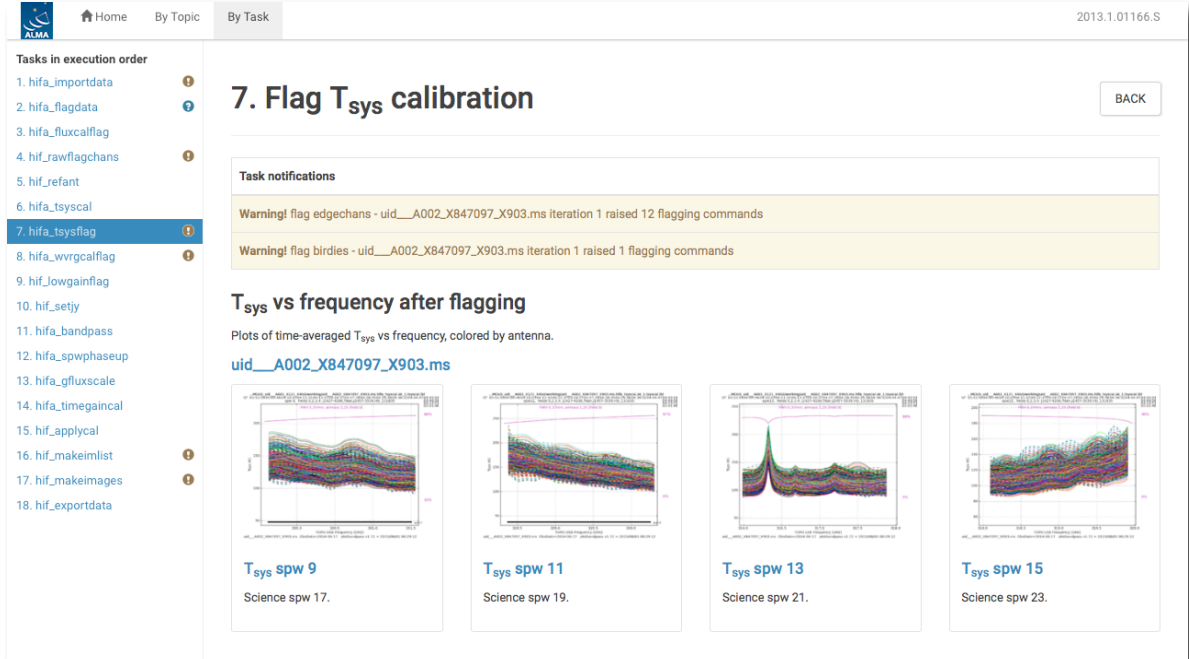 ALMA
Home By Topic By Task 2013.1.01166.S
Tasks in execution order
1. hifa_importdata
2. hifa_flagdata
3. hifa_fluxcalflag
4. hif_rawflagchans
5. hif_refant
6. hifa_tsyscal
7. hifa_tsysflag
8. hifa_wvrgcalflag
9. hif_lowgainflag
10. hif_setjy
11. hifa_bandpass
12. hifa_spwphaseup
13. hifa_gfluxscale
14. hifa_timegaincal
15. hif_applycal
16. hif_makeimlist
17. hif_makeimages
18. hif_exportdata
7. Flag Tsys calibration
BACK
Task notifications
Warning! flag edgechans - uid___A002_X847097_X903.ms iteration 1 raised 12 flagging commands
Warning! flag birdies - uid___A002_X847097_X903.ms iteration 1 raised 1 flagging commands
Tsys vs frequency after flagging
Plots of time-averaged Tsys vs frequency, colored by antenna.
uid___A002_X847097_X903.ms
Tsys spw 9
Science spw 17.
Tsys spw 11
Science spw 19.
Tsys spw 13
Science spw 21.
Tsys spw 15
Science spw 23.